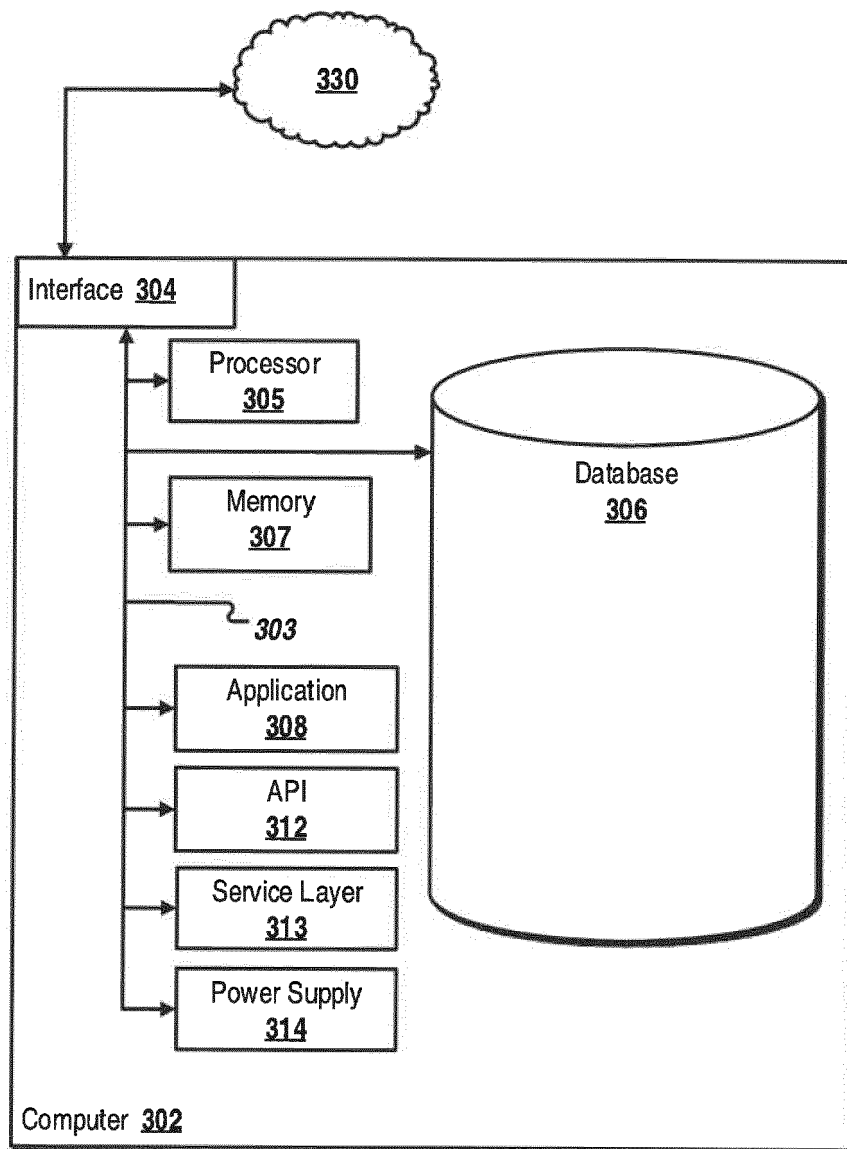 330
Interface 304
Processor
305
Database
306
Memory
307
303
Application
308
API
312
Service Layer
313
Power Supply
314
Computer 302